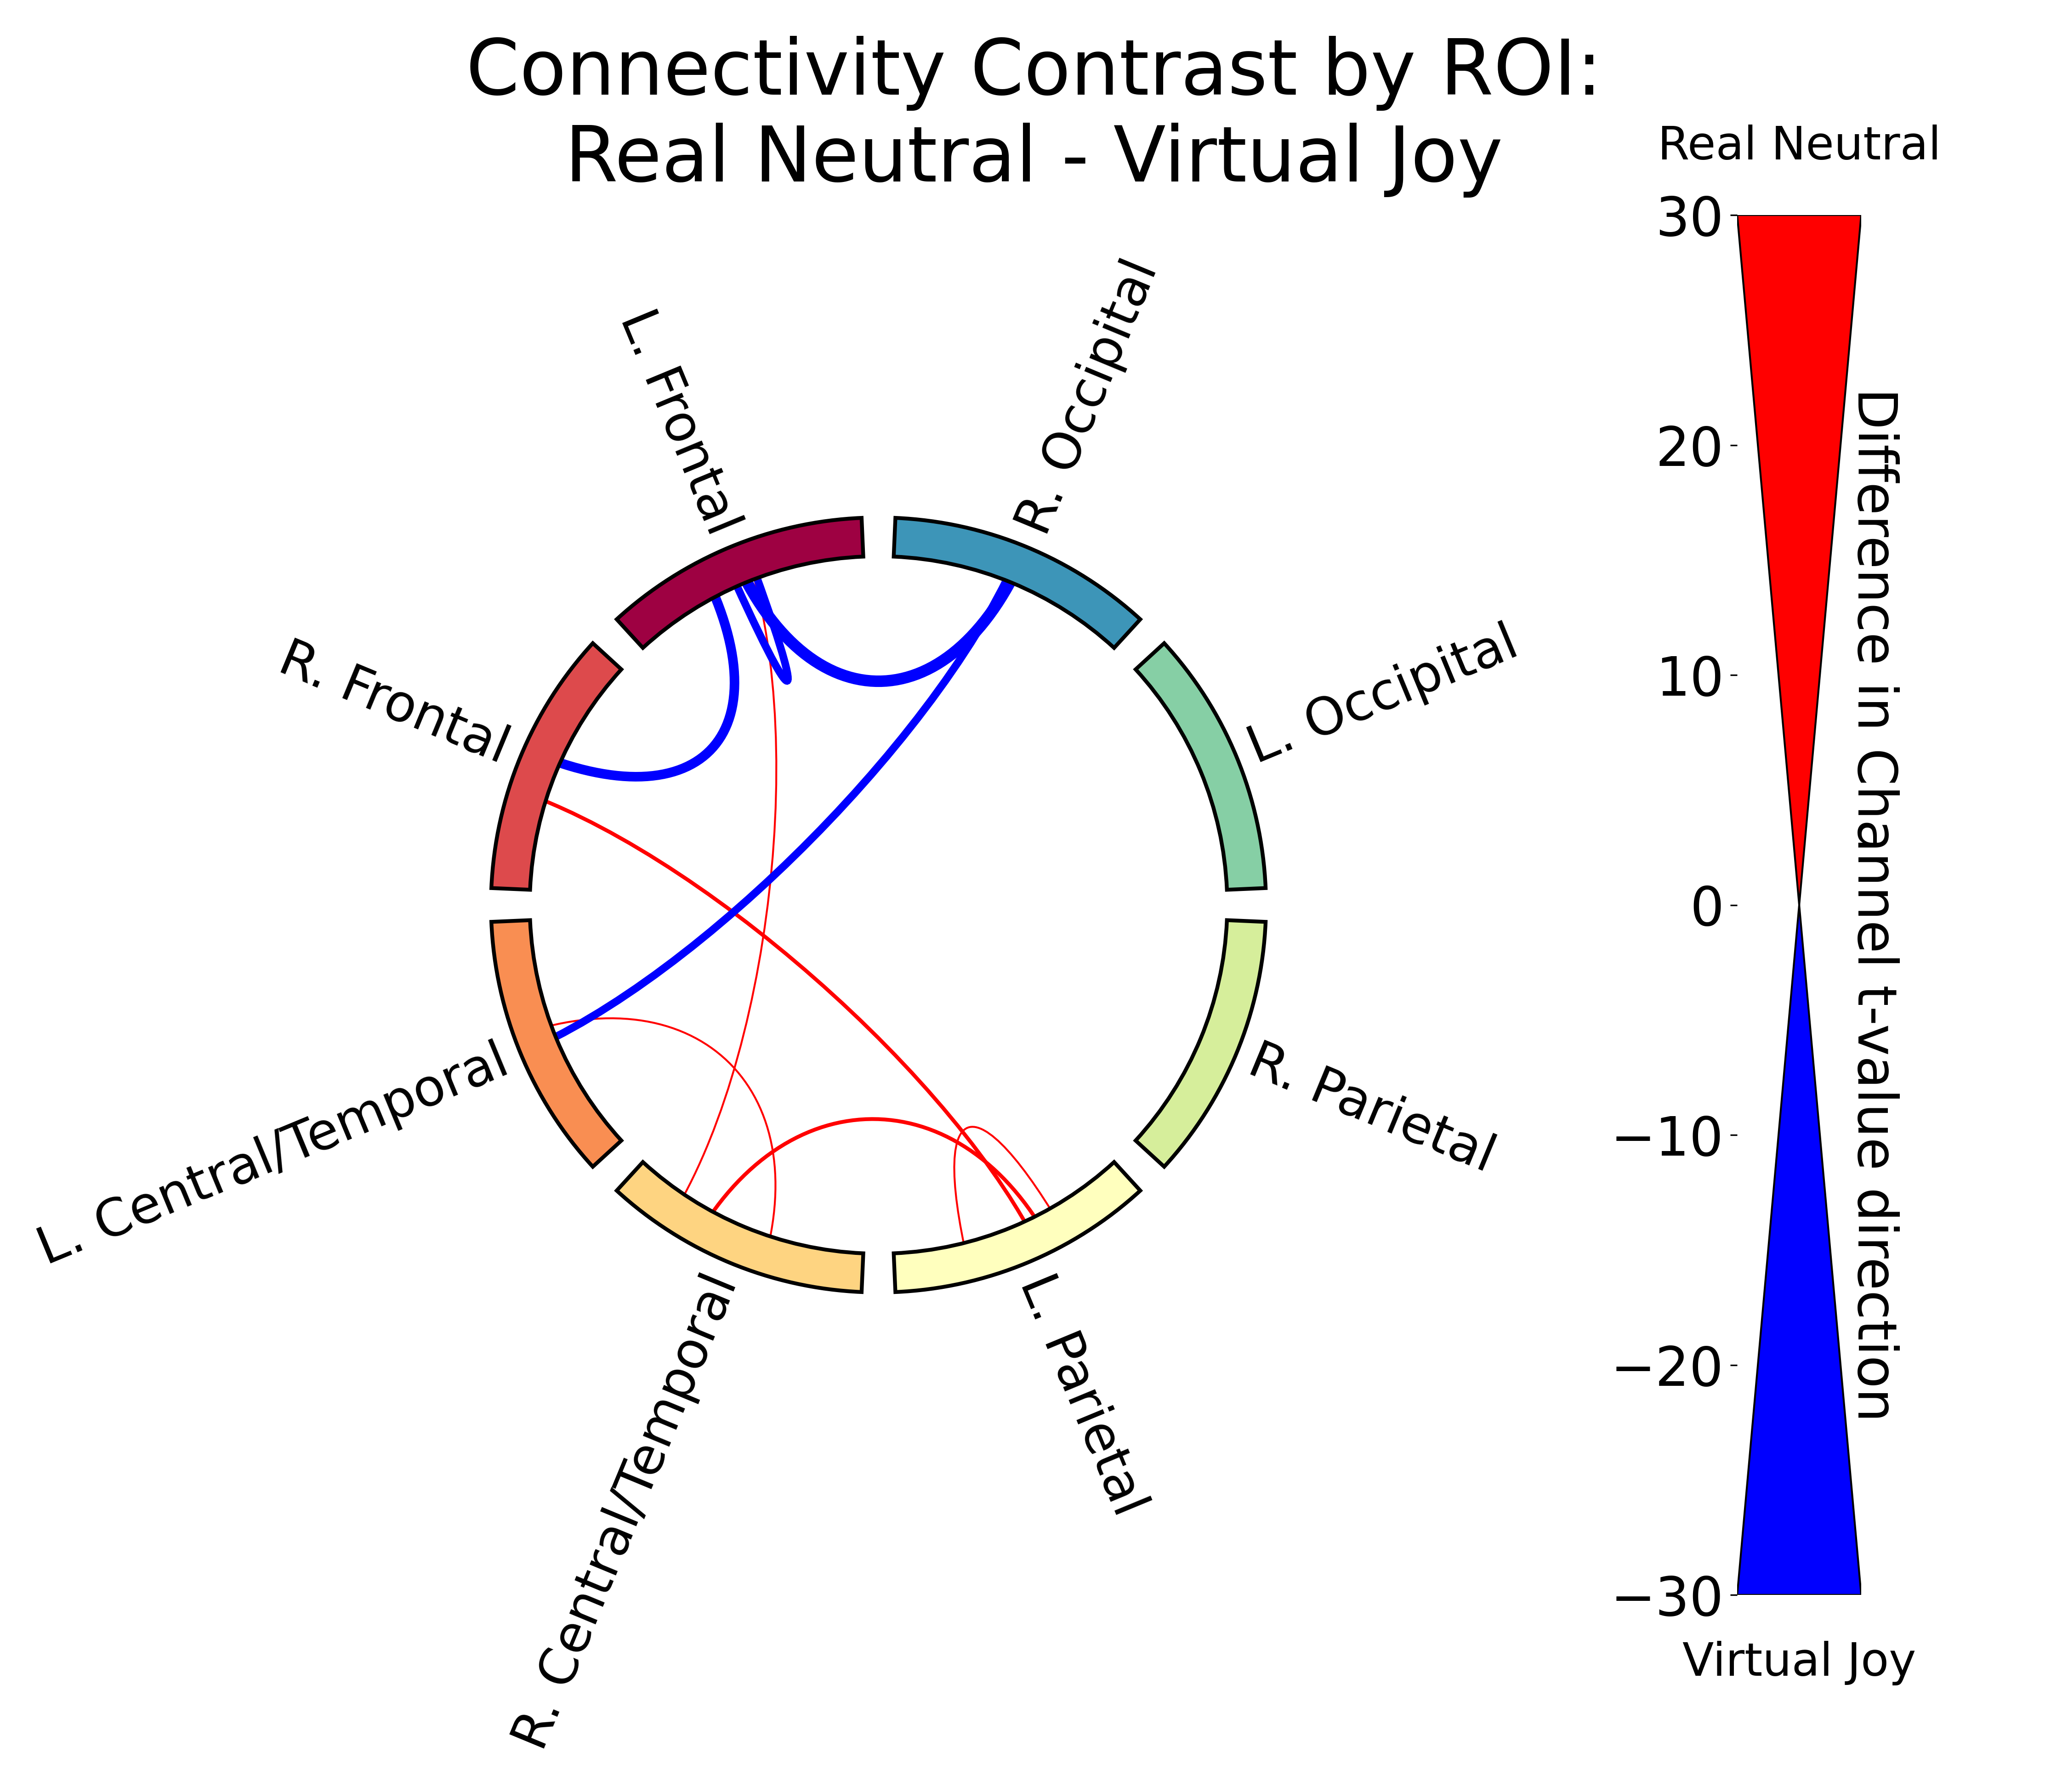 Connectivity Contrast by ROI:
Real Neutral - Virtual Joy
Real Neutral
30
20
10
0
−10
−20
−30
Virtual Joy
Difference in Channel t-value direction
L. Frontal
R. Occipital
R. Frontal
L. Occipital
L. Central/Temporal
R. Parietal
R. Central/Temporal
L. Parietal